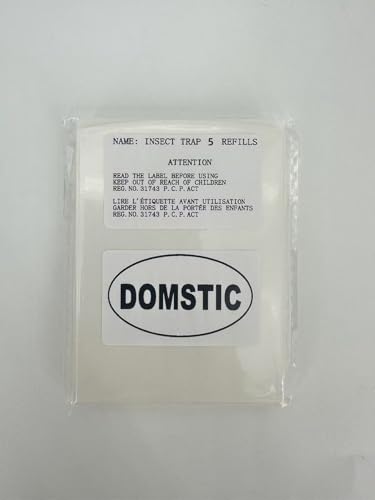 NAME: INSECT TRAP 5 REFILLS
ATTENTION
READ THE LABEL BEFORE USING
KEEP OUT OF REACH OF CHILDREN
REG.NO.31743 P.C.P.ACT
LIRE L'ÉTIQUETTE AVANT UTILISATION
GARDER HORS DE LA PORTÉE DES ENFANTS
REG.NO.31743 P.C.P.ACT
DOMSTIC